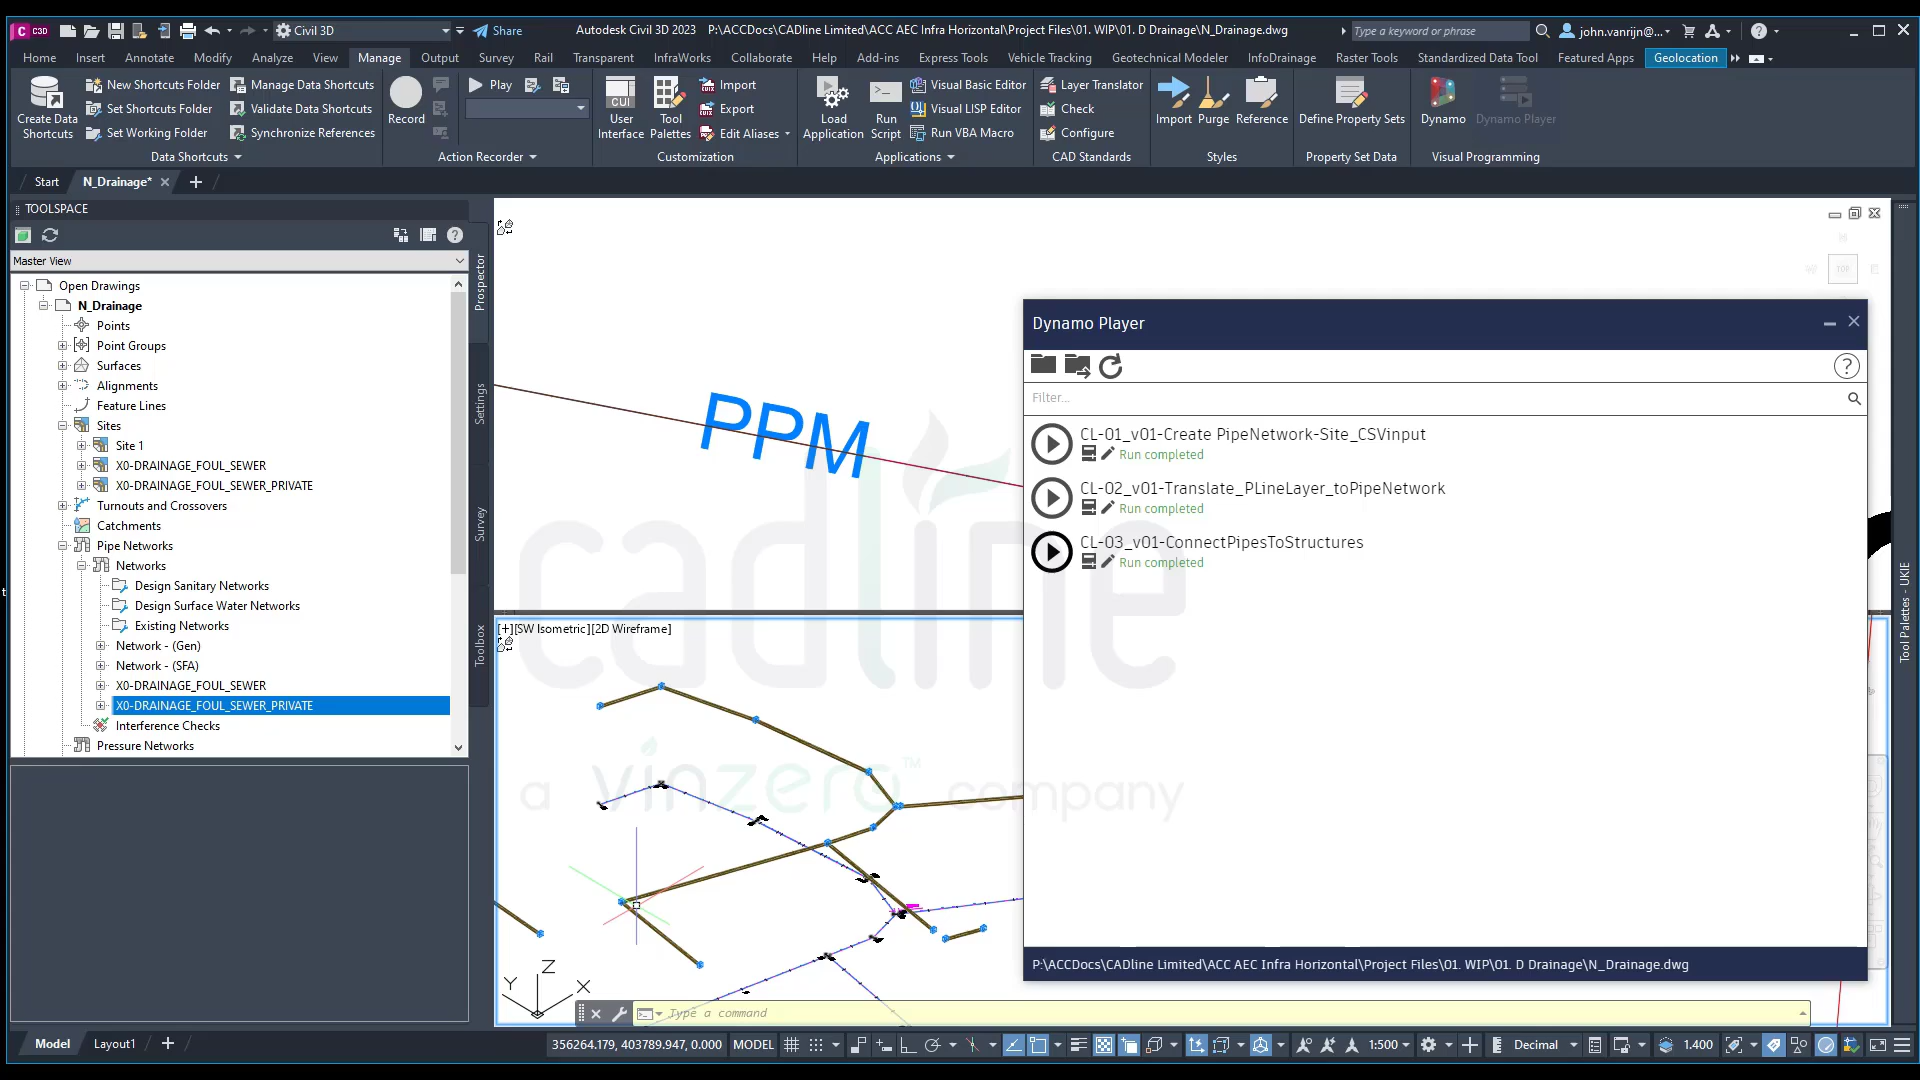 C3D
Civil 3D
Share
Autodesk Civil 3D 2023 P:\ACCDocs\CADline Limited\ACC AEC Infra Horizontal\Project Files\01. WIP\01. D Drainage\N_Drainage.dwg
Type a keyword or phrase
john.vanrijn@...
Home Insert Annotate Modify Analyze View Manage Output Survey Rail Transparent InfraWorks Collaborate Help Add-ins Express Tools Vehicle Tracking Geotechnical Modeler InfoDrainage Raster Tools Standardized Data Tool Featured Apps Geolocation
Create Data Shortcuts
New Shortcuts Folder
Set Shortcuts Folder
Set Working Folder
Manage Data Shortcuts
Validate Data Shortcuts
Synchronize References
Data Shortcuts
Record
Play
Action Recorder
CUI
User Interface
Tool Palettes
Import
Export
Edit Aliases
Customization
Load Application
Run Script
Visual Basic Editor
Visual LISP Editor
Run VBA Macro
Applications
Layer Translator
Check
Configure
CAD Standards
Import
Purge
Reference
Styles
Define Property Sets
Property Set Data
Dynamo
Dynamo Player
Visual Programming
Start
N_Drainage*
TOOLSPACE
Master View
Open Drawings
N_Drainage
Points
Point Groups
Surfaces
Alignments
Feature Lines
Sites
Site 1
X0-DRAINAGE_FOUL_SEWER
X0-DRAINAGE_FOUL_SEWER_PRIVATE
Turnouts and Crossovers
Catchments
Pipe Networks
Networks
Design Sanitary Networks
Design Surface Water Networks
Existing Networks
Network - (Gen)
Network - (SFA)
X0-DRAINAGE_FOUL_SEWER
X0-DRAINAGE_FOUL_SEWER_PRIVATE
Interference Checks
Pressure Networks
Prospector
Settings
Survey
Toolbox
PPM
TOP
cadline
a vinzero™ company
[+][SW Isometric][2D Wireframe]
Z
Y
X
Dynamo Player
Filter...
CL-01_v01-Create PipeNetwork-Site_CSVinput
Run completed
CL-02_v01-Translate_PLineLayer_toPipeNetwork
Run completed
CL-03_v01-ConnectPipesToStructures
Run completed
P:\ACCDocs\CADline Limited\ACC AEC Infra Horizontal\Project Files\01. WIP\01. D Drainage\N_Drainage.dwg
Tool Palettes - UKIE
Type a command
Model
Layout1
356264.179, 403789.947, 0.000
MODEL
1:500
Decimal
1.400